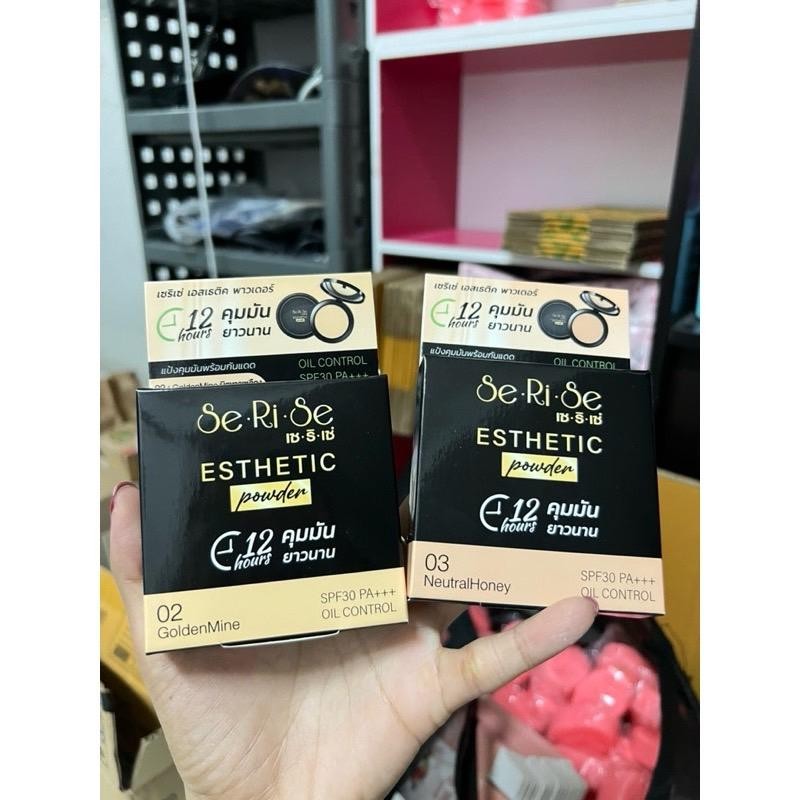 เซริเซ่ เอสเธติค พาวเดอร์
12 hours คุมมัน ยาวนาน
แป้งคุมมันพร้อมกันแดด
OIL CONTROL
SPF30 PA+++
Se·Ri·Se
เซ·ริ·เซ่
ESTHETIC
powder
12 hours คุมมัน ยาวนาน
02
GoldenMine
SPF30 PA+++
OIL CONTROL
เซริเซ่ เอสเธติค พาวเดอร์
12 hours คุมมัน ยาวนาน
แป้งคุมมันพร้อมกันแดด
OIL CONTROL
Se·Ri·Se
เซ·ริ·เซ่
ESTHETIC
powder
12 hours คุมมัน ยาวนาน
03
NeutralHoney
SPF30 PA+++
OIL CONTROL